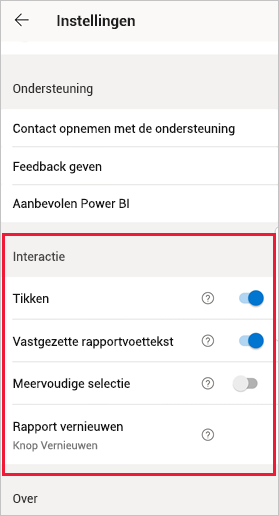 Instellingen
Ondersteuning
Contact opnemen met de ondersteuning
Feedback geven
Aanbevolen Power BI
Interactie
Tikken
Vastgezette rapportvoettekst
Meervoudige selectie
Rapport vernieuwen
Knop Vernieuwen
Over